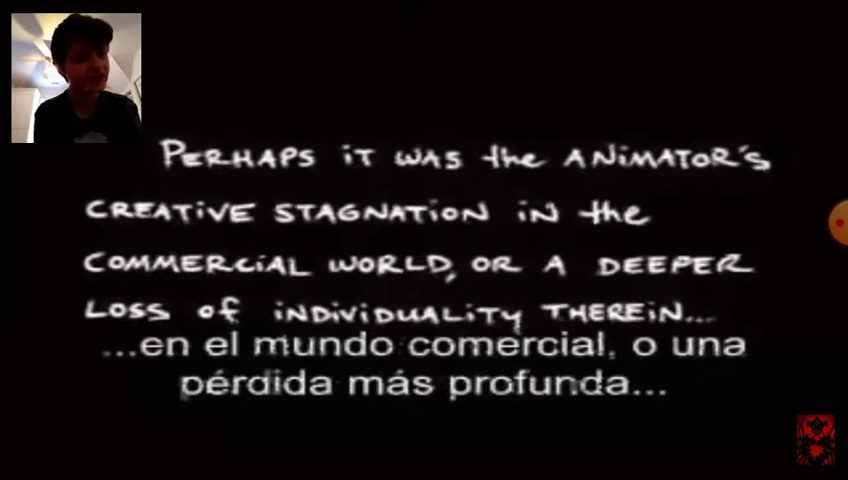 PERHAPS iT WAS the ANiMATOR'S
CREATiVE STAGNATiON iN the
COMMERCiAL WORLD, OR A DEEPER
LOSS of iNDiViDUALiTY THEREiN...
...en el mundo comercial, o una
pérdida más profunda...